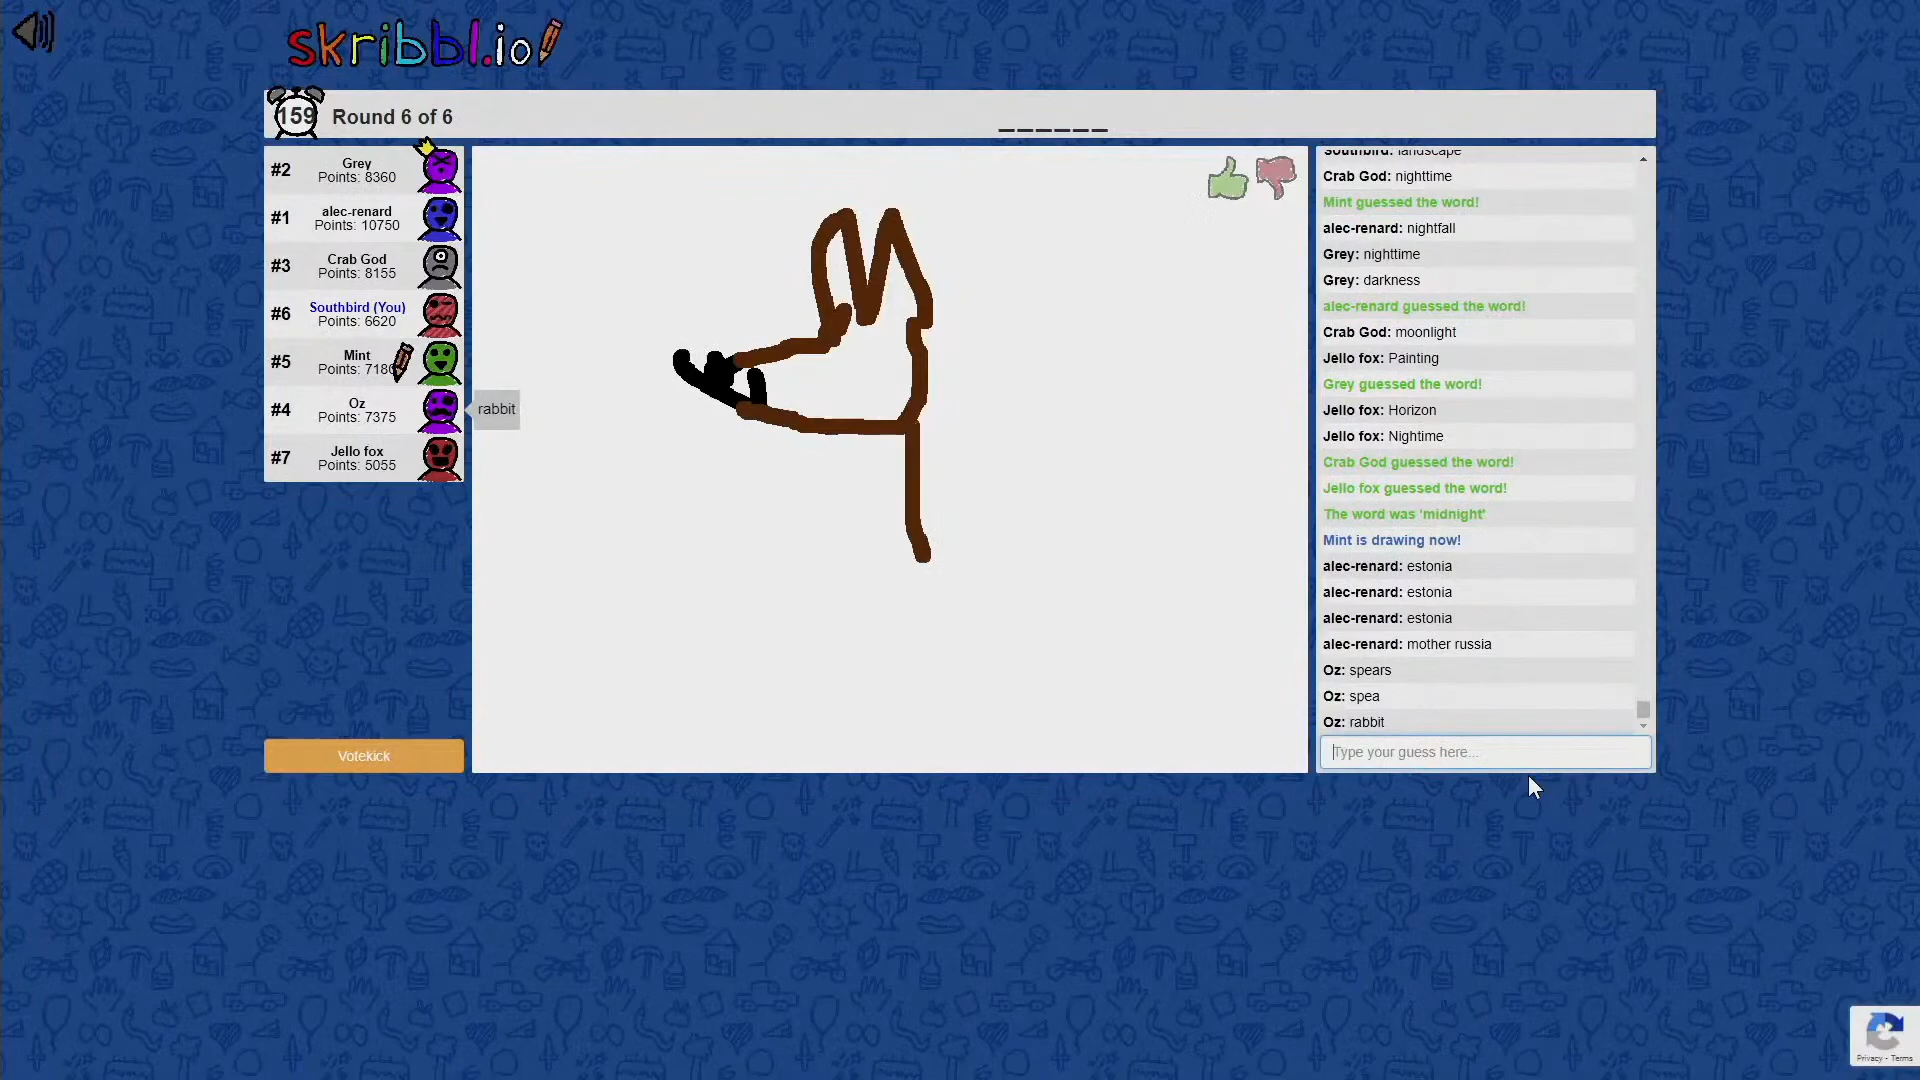 skribbl.io
159
Round 6 of 6
______
#2
Grey
Points: 8360
#1
alec-renard
Points: 10750
#3
Crab God
Points: 8155
#6
Southbird (You)
Points: 6620
#5
Mint
Points: 7180
#4
Oz
Points: 7375
rabbit
#7
Jello fox
Points: 5055
Votekick
Southbird: landscape
Crab God: nighttime
Mint guessed the word!
alec-renard: nightfall
Grey: nighttime
Grey: darkness
alec-renard guessed the word!
Crab God: moonlight
Jello fox: Painting
Grey guessed the word!
Jello fox: Horizon
Jello fox: Nightime
Crab God guessed the word!
Jello fox guessed the word!
The word was 'midnight'
Mint is drawing now!
alec-renard: estonia
alec-renard: estonia
alec-renard: estonia
alec-renard: mother russia
Oz: spears
Oz: spea
Oz: rabbit
Type your guess here...
Privacy - Terms